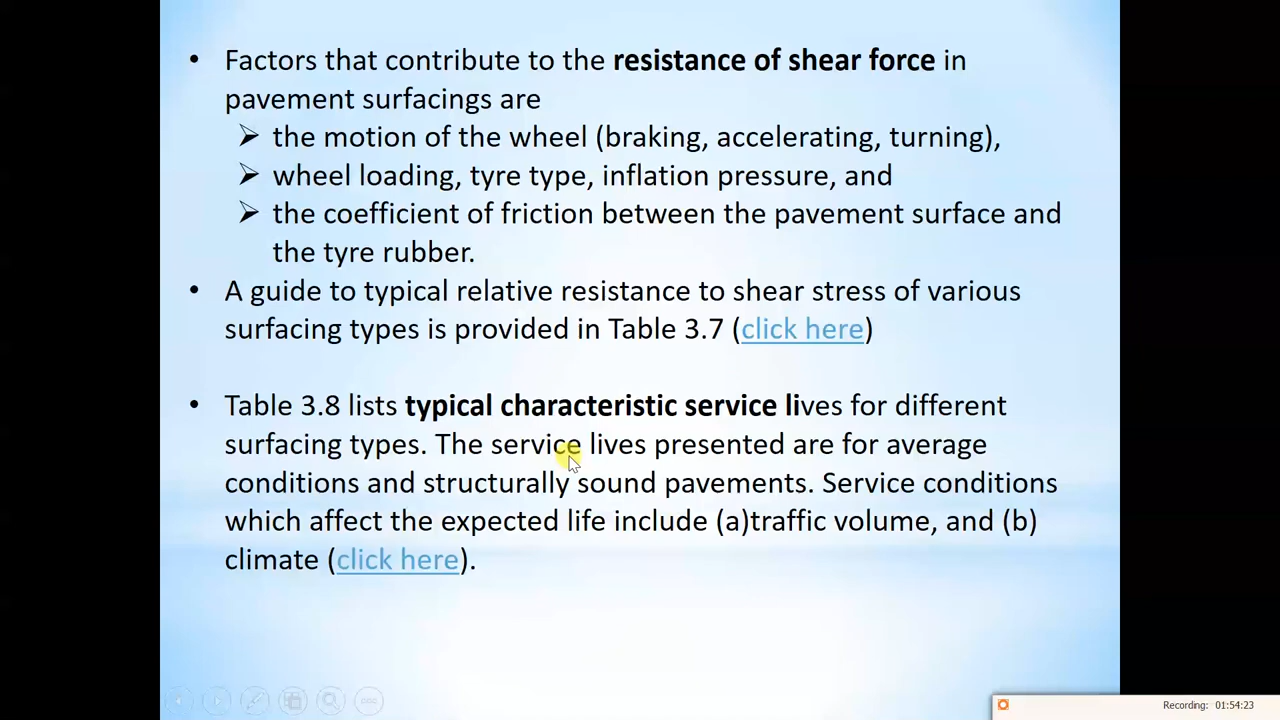 • Factors that contribute to the resistance of shear force in
pavement surfacings are
➢ the motion of the wheel (braking, accelerating, turning),
➢ wheel loading, tyre type, inflation pressure, and
➢ the coefficient of friction between the pavement surface and
the tyre rubber.
• A guide to typical relative resistance to shear stress of various
surfacing types is provided in Table 3.7 (click here)
• Table 3.8 lists typical characteristic service lives for different
surfacing types. The service lives presented are for average
conditions and structurally sound pavements. Service conditions
which affect the expected life include (a)traffic volume, and (b)
climate (click here).
Recording: 01:54:23